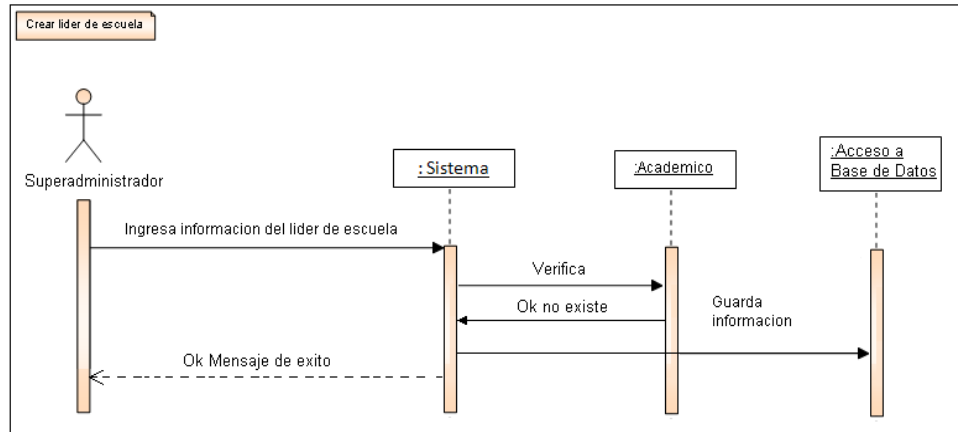 Crear lider de escuela
Superadministrador
: Sistema
:Academico
:Acceso a
Base de Datos
Ingresa informacion del lider de escuela
Verifica
Ok no existe
Guarda
informacion
Ok Mensaje de exito